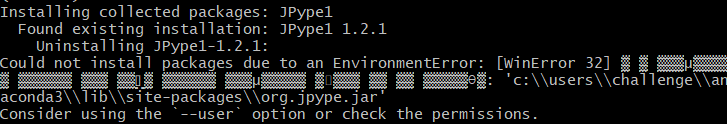 Installing collected packages: JPype1
Found existing installation: JPype1 1.2.1
Uninstalling JPype1-1.2.1:
Could not install packages due to an EnvironmentError: [WinError 32]
: 'c:\\users\\challenge\\an
aconda3\\lib\\site-packages\\org.jpype.jar'
Consider using the `--user` option or check the permissions.